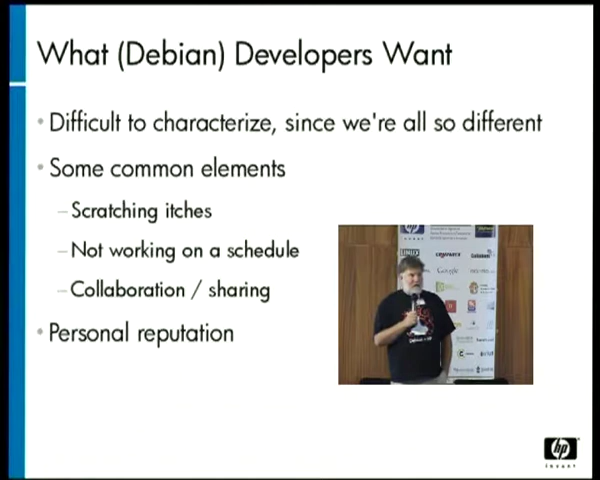 What (Debian) Developers Want
• Difficult to characterize, since we're all so different
• Some common elements
– Scratching itches
– Not working on a schedule
– Collaboration / sharing
• Personal reputation
Google
hp
invent